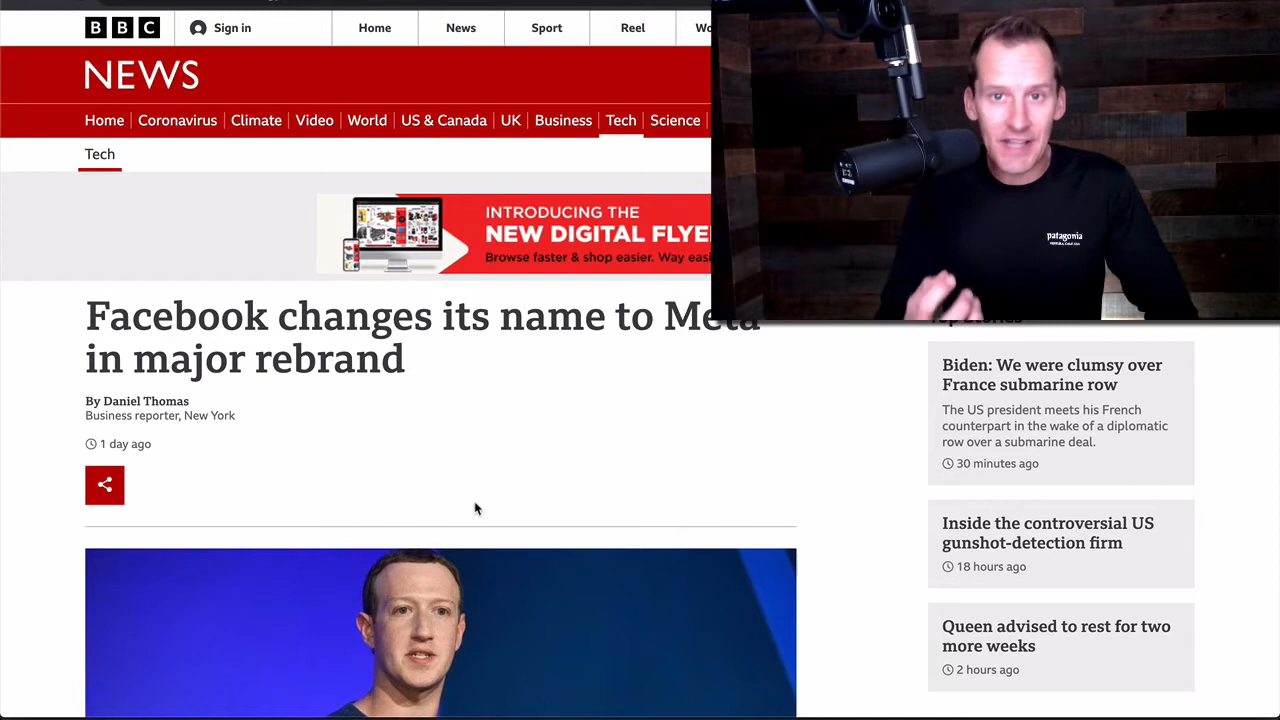 BBC
Sign in
Home
News
Sport
Reel
NEWS
Home
Coronavirus
Climate
Video
World
US & Canada
UK
Business
Tech
Science
Tech
INTRODUCING THE
NEW DIGITAL
Browse faster & shop easier. Way
patagonia
Facebook changes its name to Meta
in major rebrand
By Daniel Thomas
Business reporter, New York
1 day ago
Top Stories
Biden: We were clumsy over
France submarine row
The US president meets his French
counterpart in the wake of a diplomatic
row over a submarine deal.
30 minutes ago
Inside the controversial US
gunshot-detection firm
18 hours ago
Queen advised to rest for two
more weeks
2 hours ago